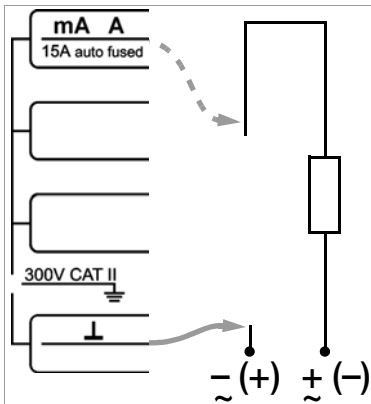 mA A
15A auto fused
300V CAT II
− (+) + (−)
~ ~